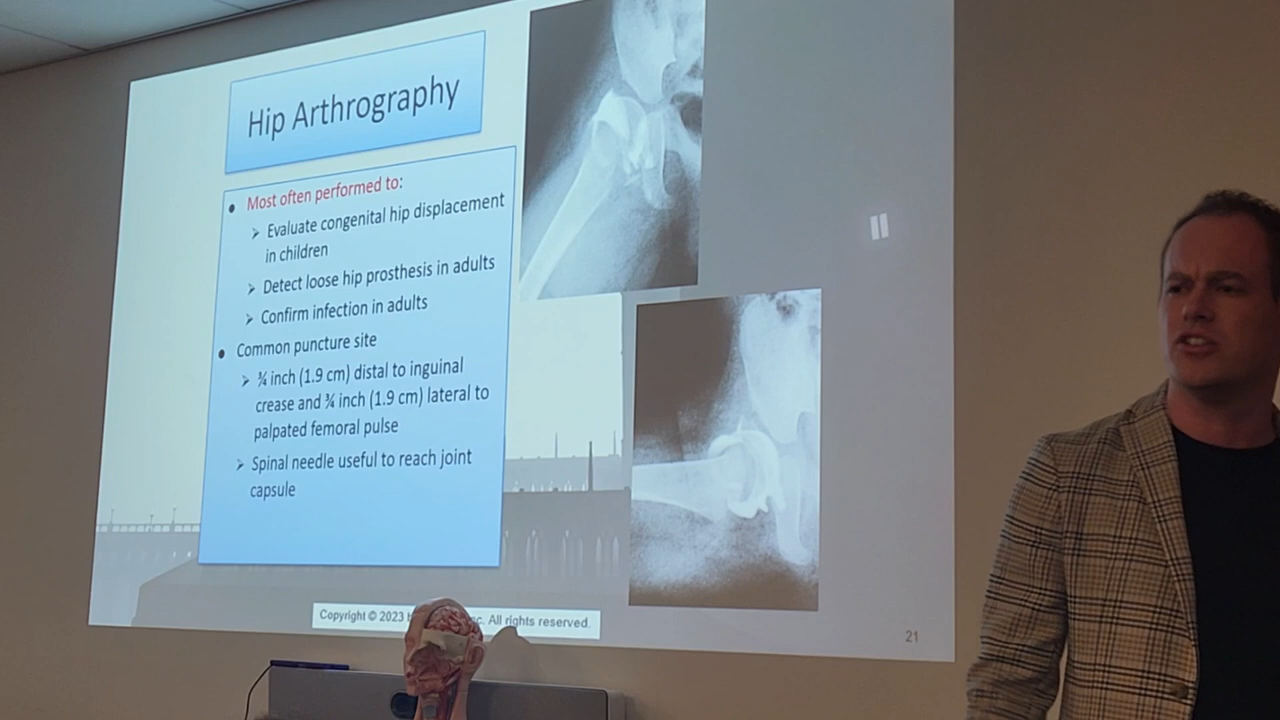 Hip Arthrography
• Most often performed to:
➢ Evaluate congenital hip displacement
in children
➢ Detect loose hip prosthesis in adults
➢ Confirm infection in adults
• Common puncture site
➢ ¾ inch (1.9 cm) distal to inguinal
crease and ¾ inch (1.9 cm) lateral to
palpated femoral pulse
➢ Spinal needle useful to reach joint
capsule
Copyright © 2023 All rights reserved.
21